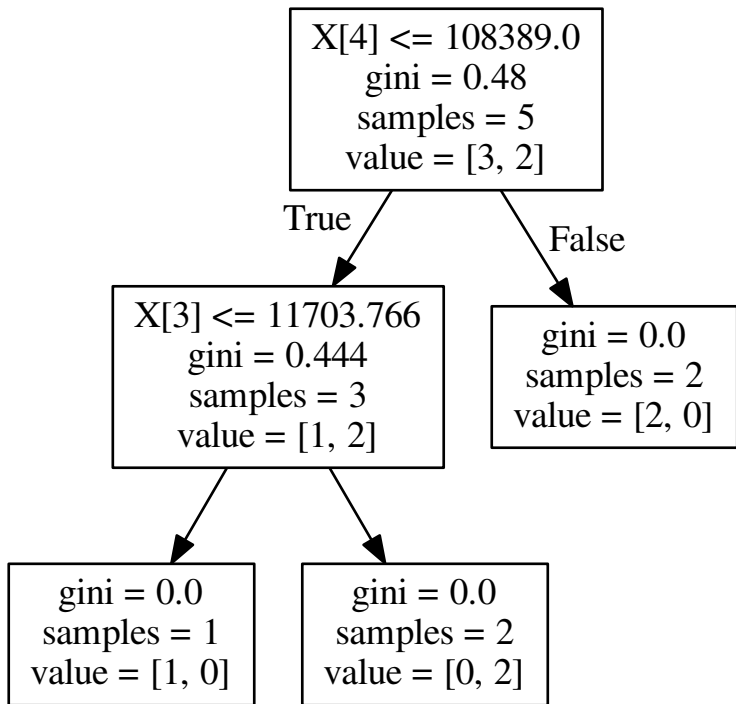 X[4] <= 108389.0
gini = 0.48
samples = 5
value = [3, 2]
True
False
X[3] <= 11703.766
gini = 0.444
samples = 3
value = [1, 2]
gini = 0.0
samples = 2
value = [2, 0]
gini = 0.0
samples = 1
value = [1, 0]
gini = 0.0
samples = 2
value = [0, 2]